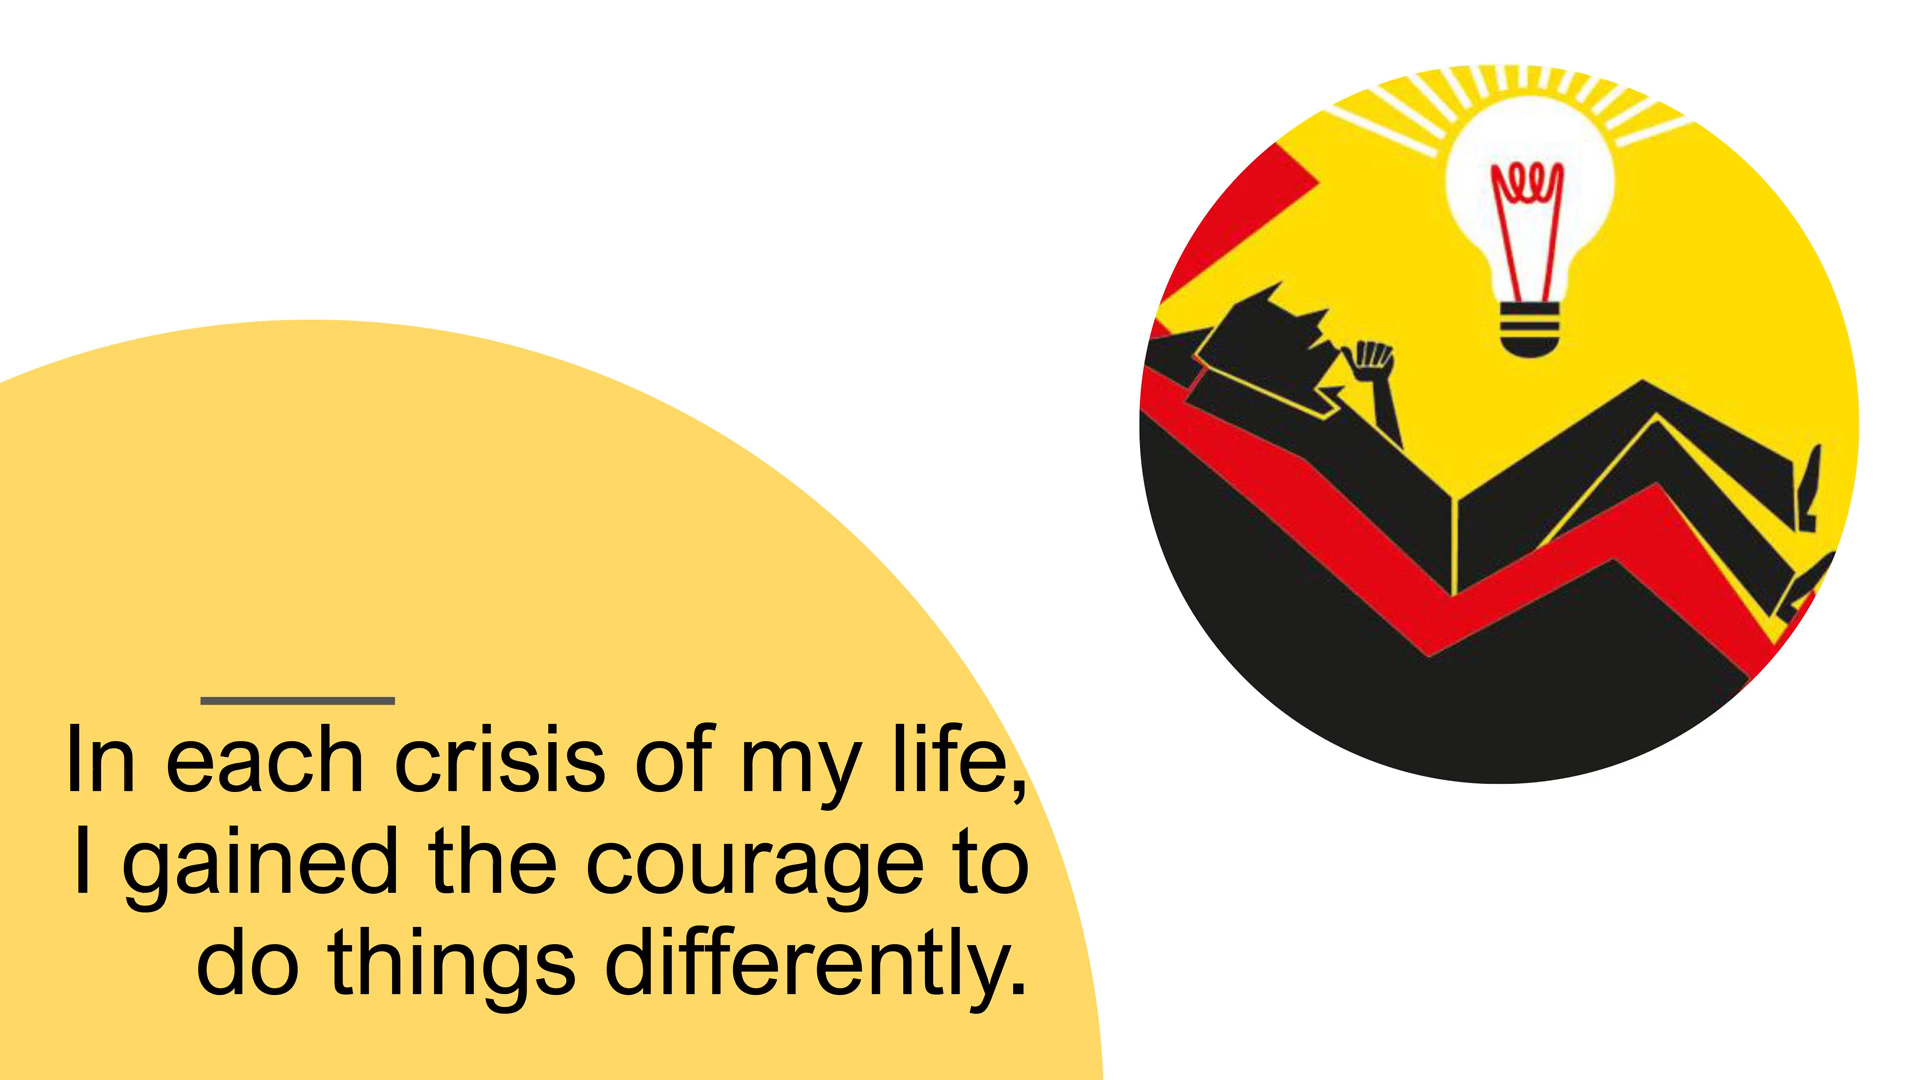 In each crisis of my life,
I gained the courage to
do things differently.